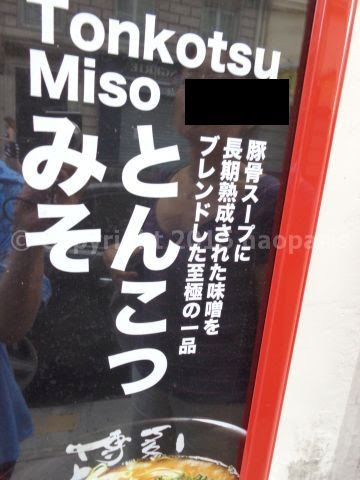 Tonkotsu
Miso
とんこつ
みそ
豚骨スープに
長期熟成された味噌を
ブレンドした至極の一品